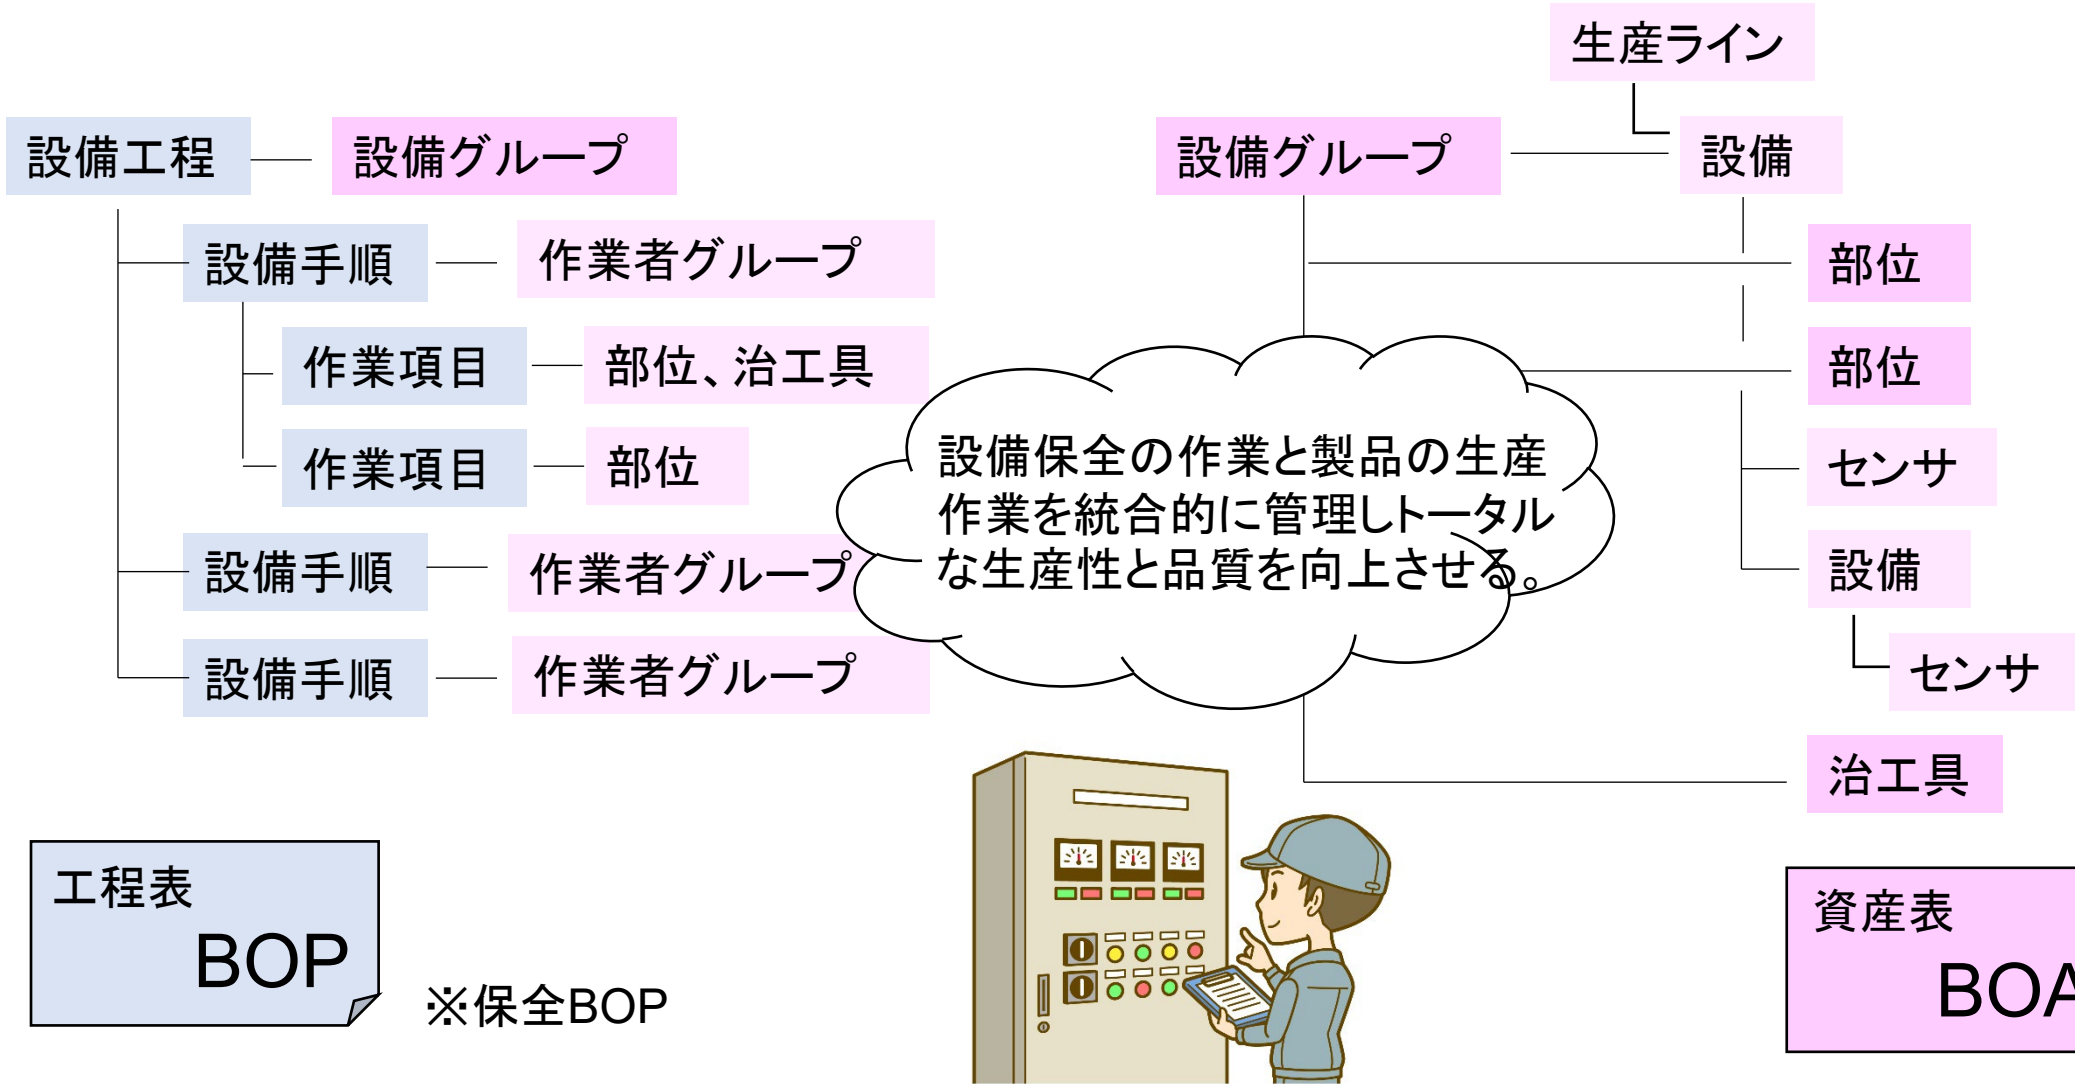 生産ライン
設備工程
設備グループ
設備グループ
設備
設備手順
作業者グループ
部位
作業項目
部位、治工具
部位
作業項目
部位
設備保全の作業と製品の生産
作業を統合的に管理しトータル
な生産性と品質を向上させる。
センサ
設備手順
作業者グループ
設備
設備手順
作業者グループ
センサ
治工具
工程表
BOP
※保全BOP
資産表
BOA